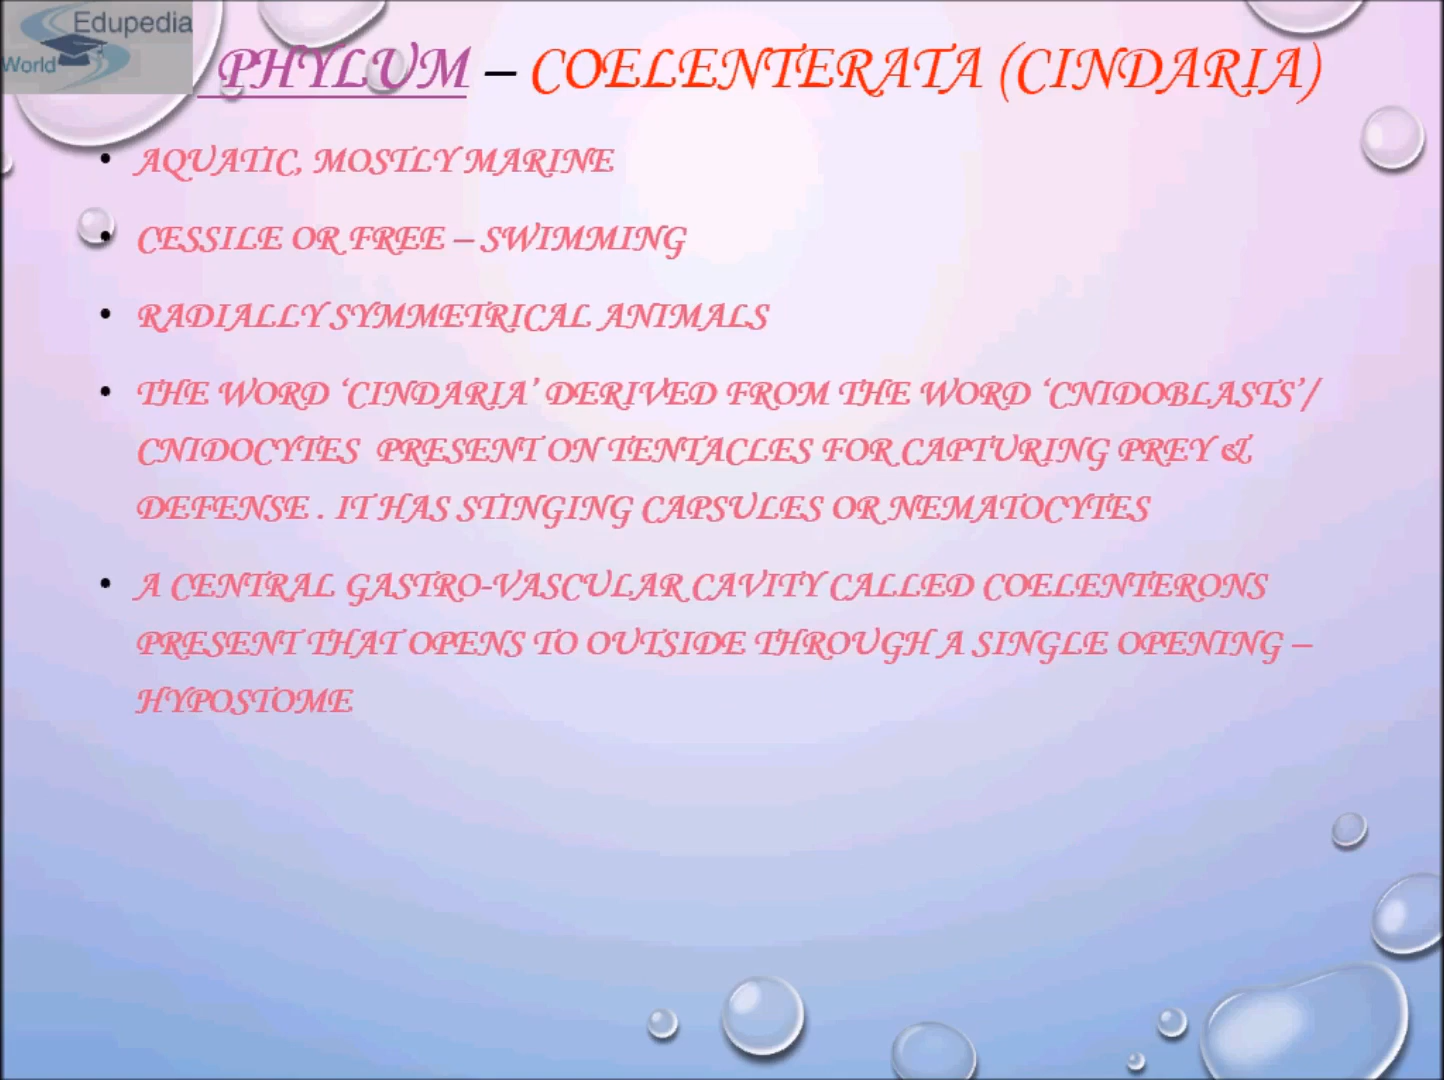 Edupedia
World
PHYLUM – COELENTERATA (CINDARIA)
• AQUATIC, MOSTLY MARINE
• CESSILE OR FREE – SWIMMING
• RADIALLY SYMMETRICAL ANIMALS
• THE WORD ‘CINDARIA’ DERIVED FROM THE WORD ‘CNIDOBLASTS’/
CNIDOCYTES PRESENT ON TENTACLES FOR CAPTURING PREY &
DEFENSE . IT HAS STINGING CAPSULES OR NEMATOCYTES
• A CENTRAL GASTRO-VASCULAR CAVITY CALLED COELENTERONS
PRESENT THAT OPENS TO OUTSIDE THROUGH A SINGLE OPENING –
HYPOSTOME